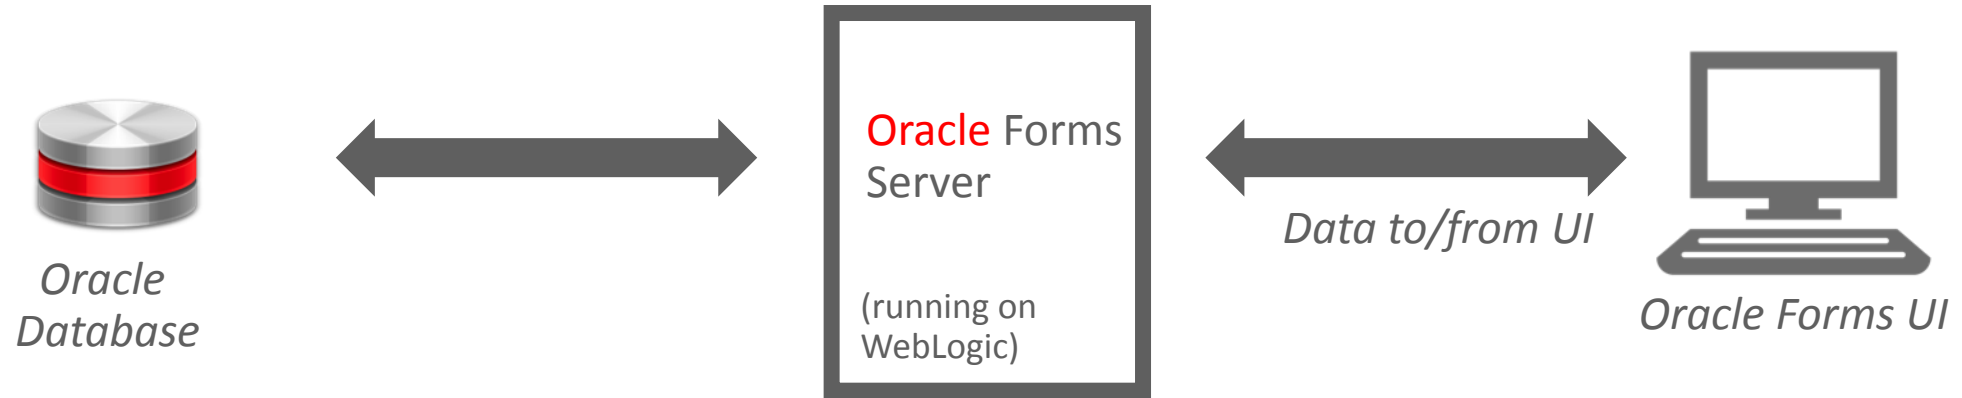 Oracle
Database
Oracle Forms
Server
(running on
WebLogic)
Data to/from UI
Oracle Forms UI